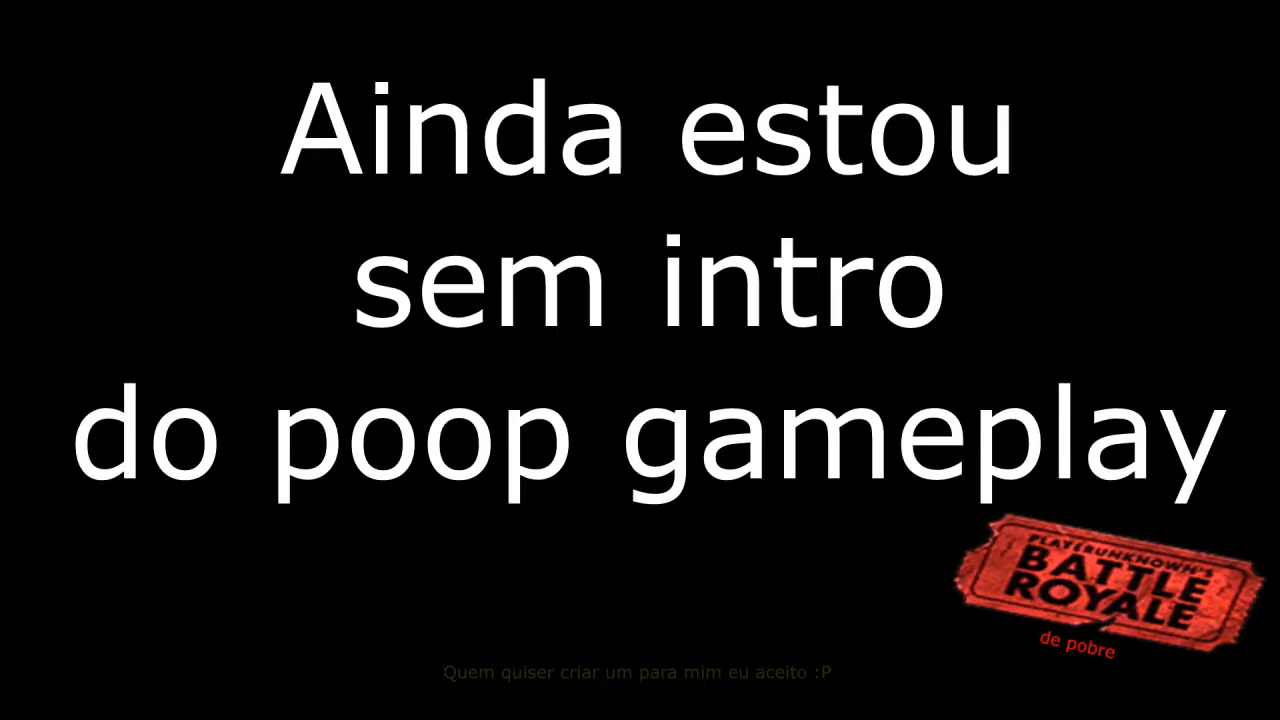 Ainda estou
sem intro
do poop gameplay
PLAYERUNKNOWN'S
BATTLE
ROYALE
de pobre
Quem quiser criar um para mim eu aceito :P